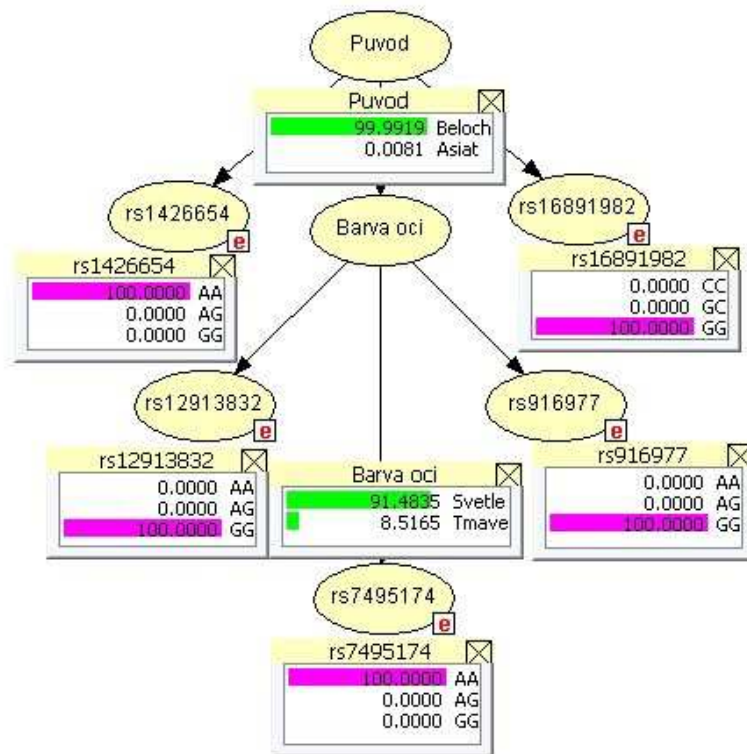 Puvod
Puvod
99.9919 Beloch
0.0081 Asiat
rs1426654
e
rs16891982
e
Barva oci
rs1426654
100.0000 AA
0.0000 AG
0.0000 GG
rs16891982
0.0000 CC
0.0000 GC
100.0000 GG
rs12913832
e
rs916977
e
rs12913832
0.0000 AA
0.0000 AG
100.0000 GG
Barva oci
91.4835 Svetle
8.5165 Tmave
rs916977
0.0000 AA
0.0000 AG
100.0000 GG
rs7495174
e
rs7495174
100.0000 AA
0.0000 AG
0.0000 GG